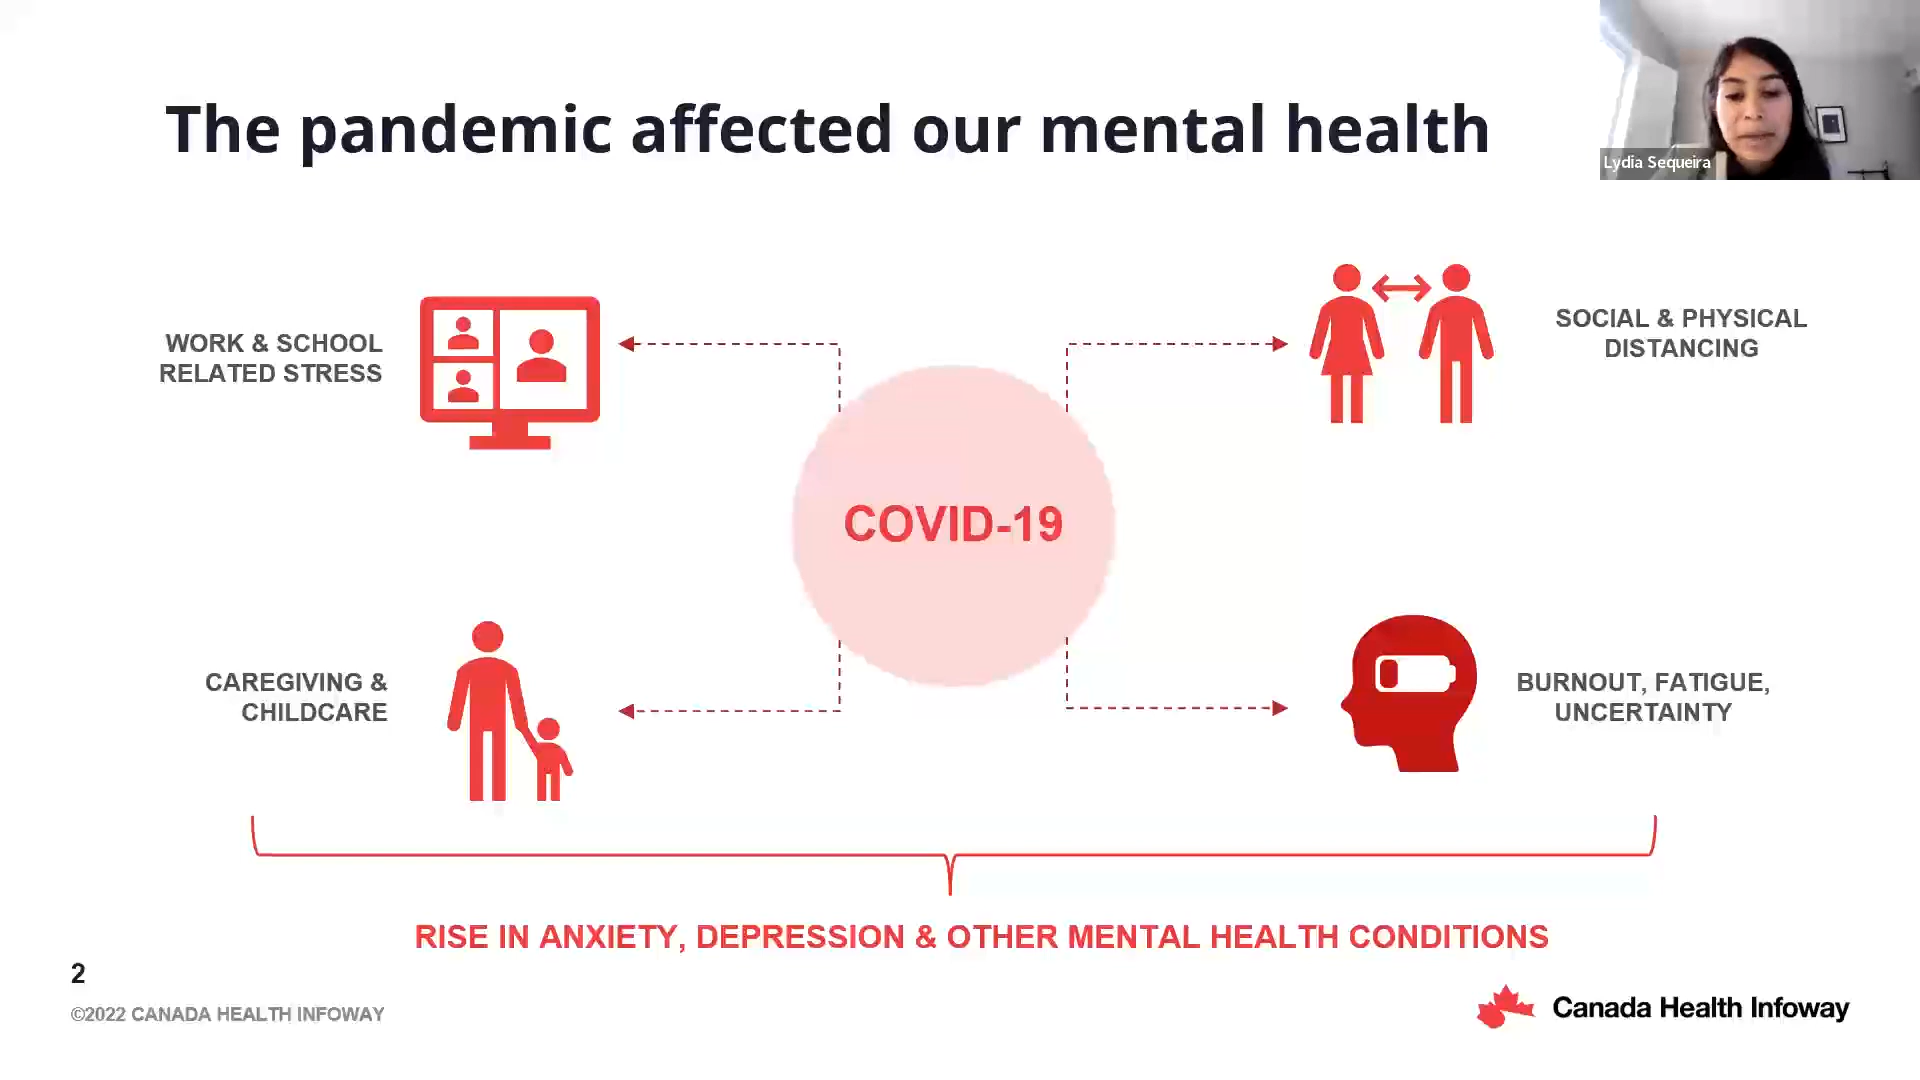 The pandemic affected our mental health
Lydia Sequeira
WORK & SCHOOL
RELATED STRESS
SOCIAL & PHYSICAL
DISTANCING
COVID-19
CAREGIVING &
CHILDCARE
BURNOUT, FATIGUE,
UNCERTAINTY
RISE IN ANXIETY, DEPRESSION & OTHER MENTAL HEALTH CONDITIONS
2
©2022 CANADA HEALTH INFOWAY
Canada Health Infoway